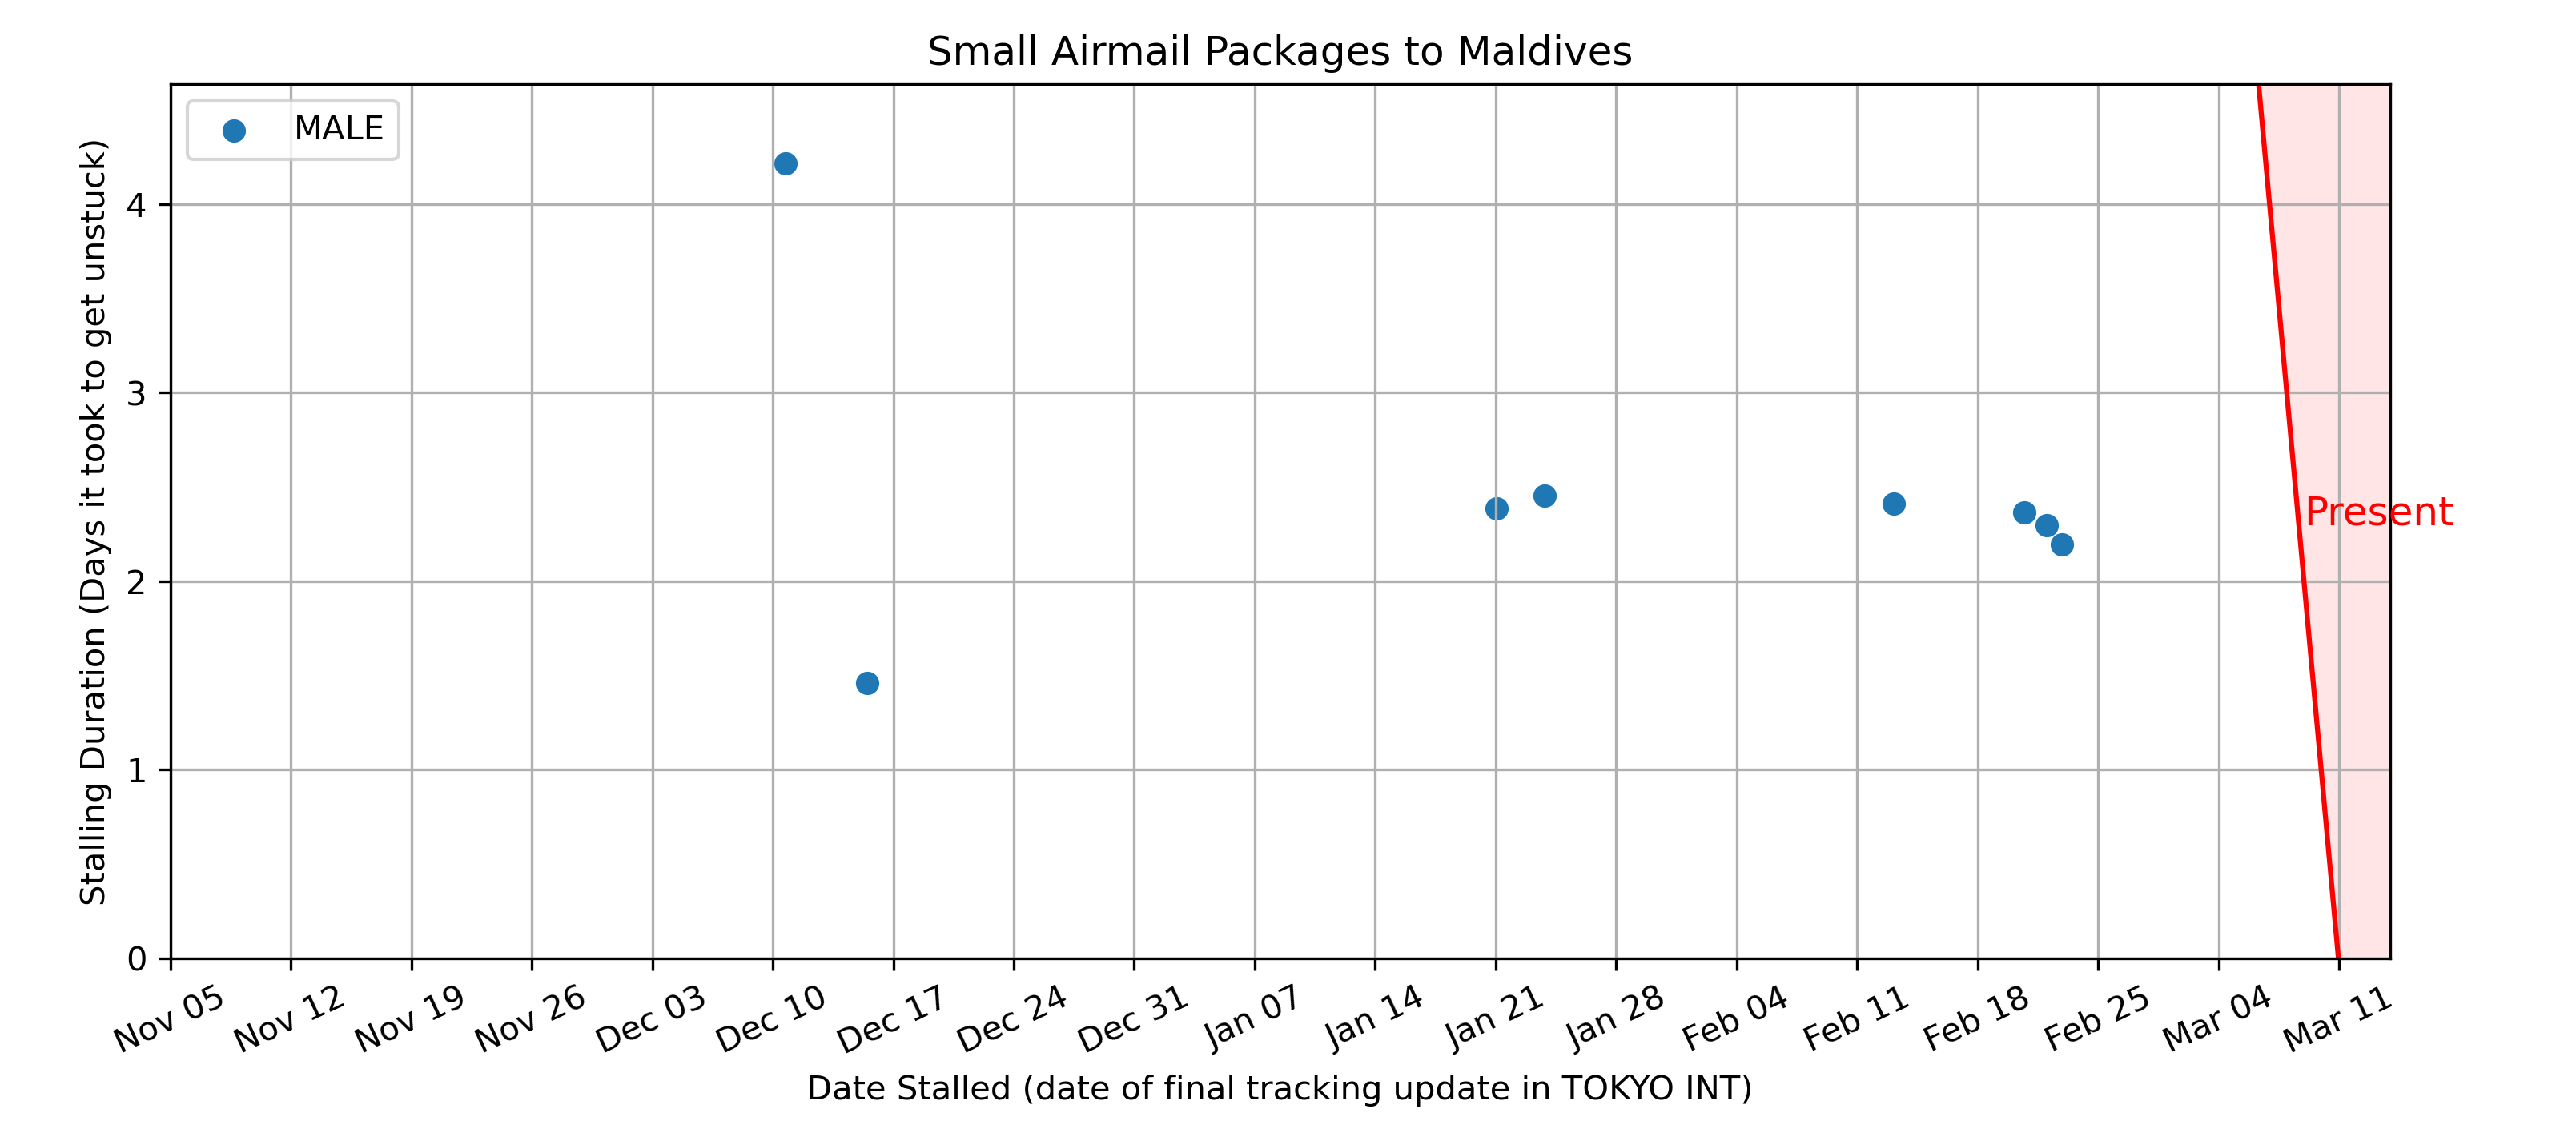 Small Airmail Packages to Maldives
MALE
Stalling Duration (Days it took to get unstuck)
4
3
2
1
0
Present
Nov 05
Nov 12
Nov 19
Nov 26
Dec 03
Dec 10
Dec 17
Dec 24
Dec 31
Jan 07
Jan 14
Jan 21
Jan 28
Feb 04
Feb 11
Feb 18
Feb 25
Mar 04
Mar 11
Date Stalled (date of final tracking update in TOKYO INT)